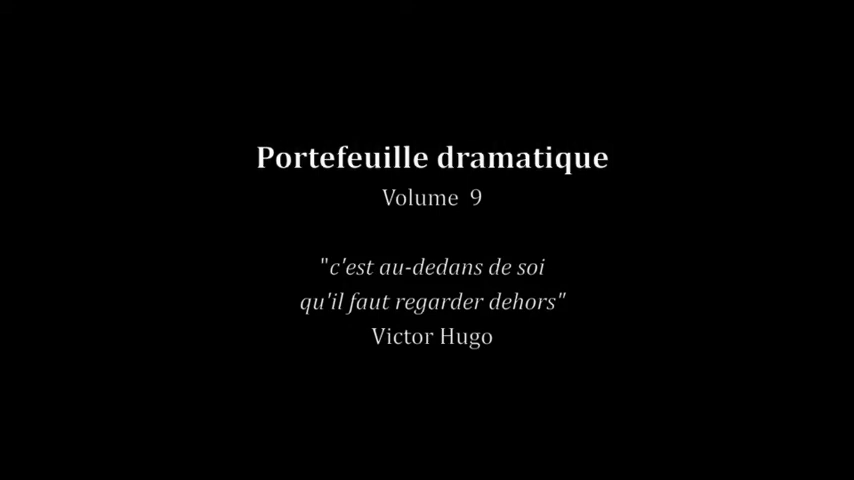 Portefeuille dramatique
Volume 9
"c'est au-dedans de soi
qu'il faut regarder dehors"
Victor Hugo